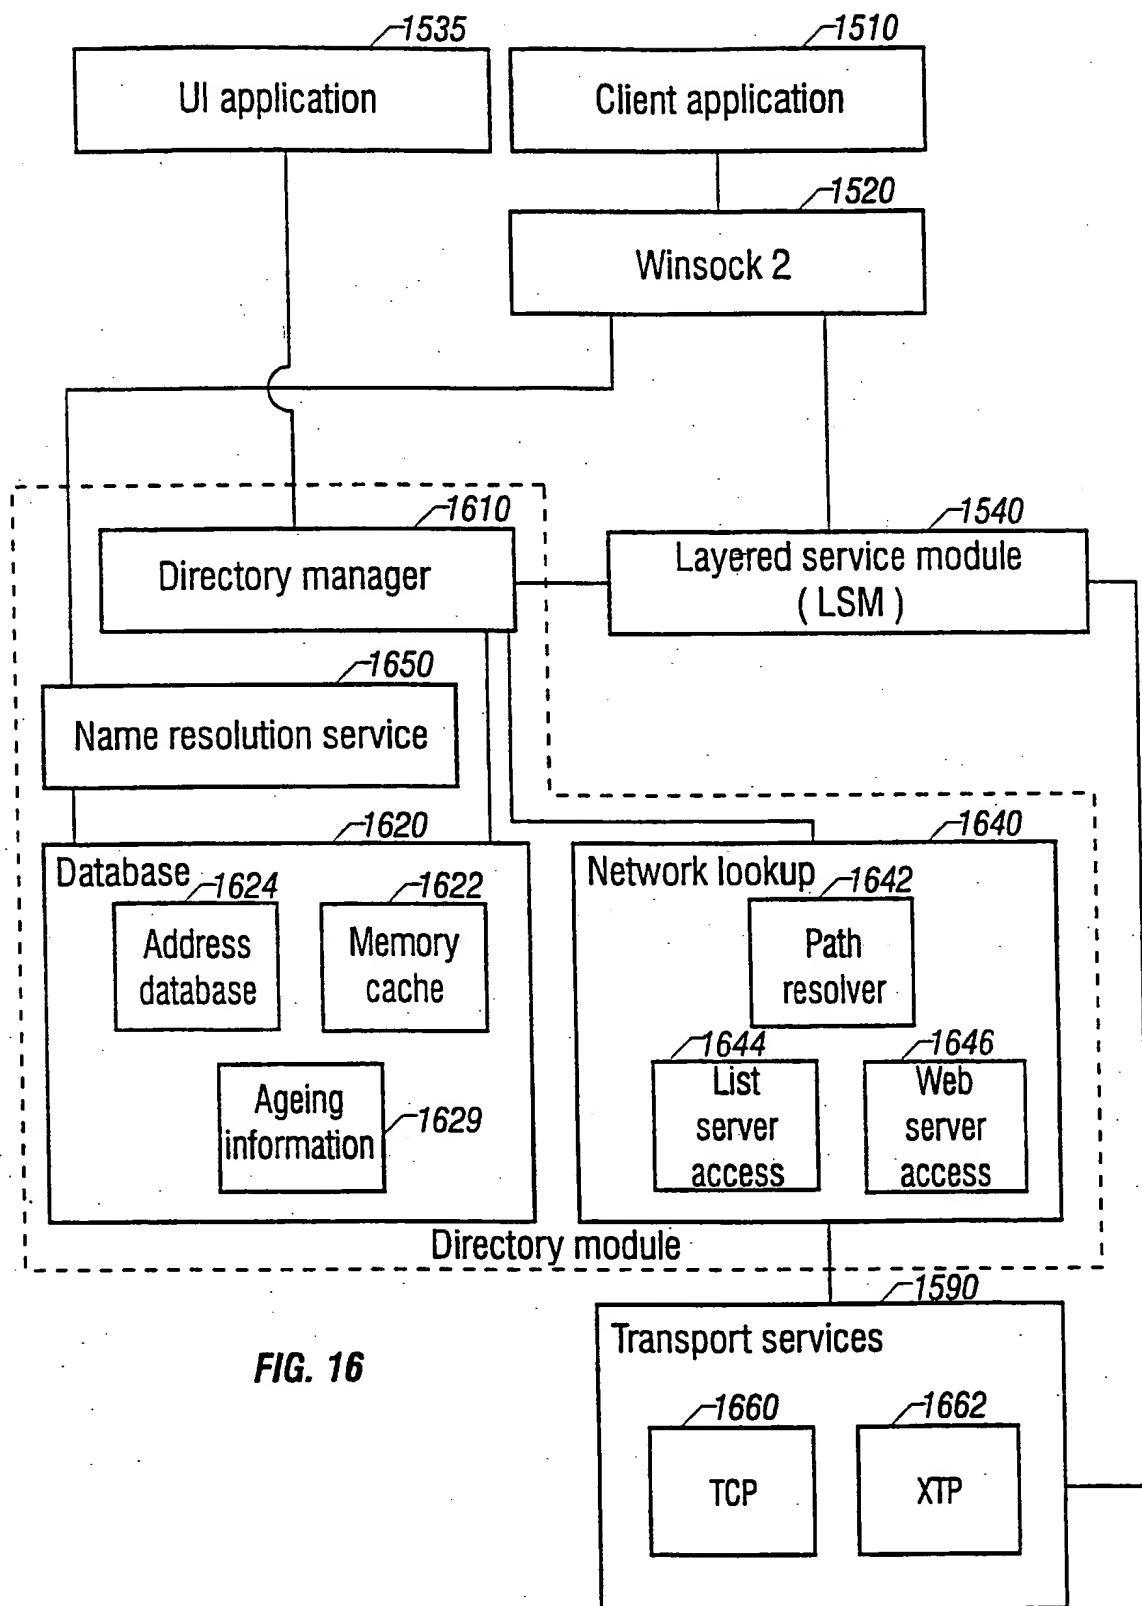 1535
UI application
1510
Client application
1520
Winsock 2
1610
Directory manager
1540
Layered service module
( LSM )
1650
Name resolution service
1620
Database
1624
Address
database
1622
Memory
cache
Ageing
information
1629
1640
Network lookup
1642
Path
resolver
1644
List
server
access
1646
Web
server
access
Directory module
1590
Transport services
1660
TCP
1662
XTP
FIG. 16